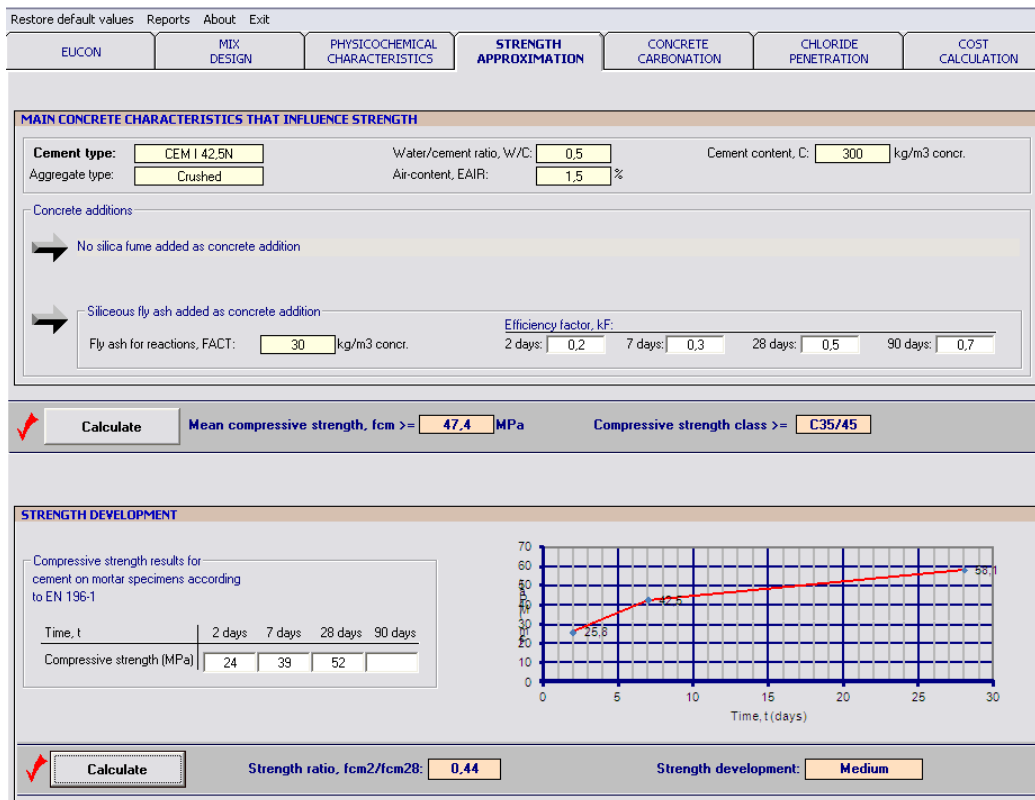 Restore default values Reports About Exit
EUCON
MIX
DESIGN
PHYSICOCHEMICAL
CHARACTERISTICS
STRENGTH
APPROXIMATION
CONCRETE
CARBONATION
CHLORIDE
PENETRATION
COST
CALCULATION
MAIN CONCRETE CHARACTERISTICS THAT INFLUENCE STRENGTH
Cement type: CEM I 42,5N Water/cement ratio, W/C: 0,5 Cement content, C: 300 kg/m3 concr.
Aggregate type: Crushed Air-content, EAIR: 1,5 %
Concrete additions
No silica fume added as concrete addition
Siliceous fly ash added as concrete addition
Efficiency factor, kF:
Fly ash for reactions, FACT: 30 kg/m3 concr. 2 days: 0,2 7 days: 0,3 28 days: 0,5 90 days: 0,7
Calculate Mean compressive strength, fcm >= 47,4 MPa Compressive strength class >= C35/45
STRENGTH DEVELOPMENT
Compressive strength results for
cement on mortar specimens according
to EN 196-1
Time, t 2 days 7 days 28 days 90 days
Compressive strength (MPa) 24 39 52
70
60
50
40
30
20
10
0
25,8
42,6
58,1
0 5 10 15 20 25 30
Time, t (days)
Calculate Strength ratio, fcm2/fcm28: 0,44 Strength development: Medium